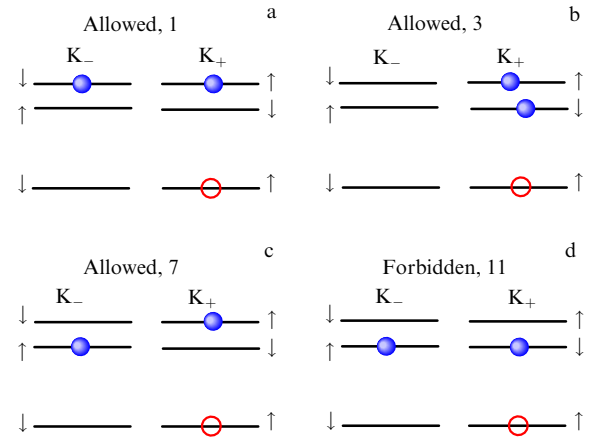 a
Allowed, 1
K₋ K₊
↓ ↑
↑ ↓
↓ ↑
b
Allowed, 3
K₋ K₊
↓ ↑
↑ ↓
↓ ↑
c
Allowed, 7
K₋ K₊
↓ ↑
↑ ↓
↓ ↑
d
Forbidden, 11
K₋ K₊
↓ ↑
↑ ↓
↓ ↑